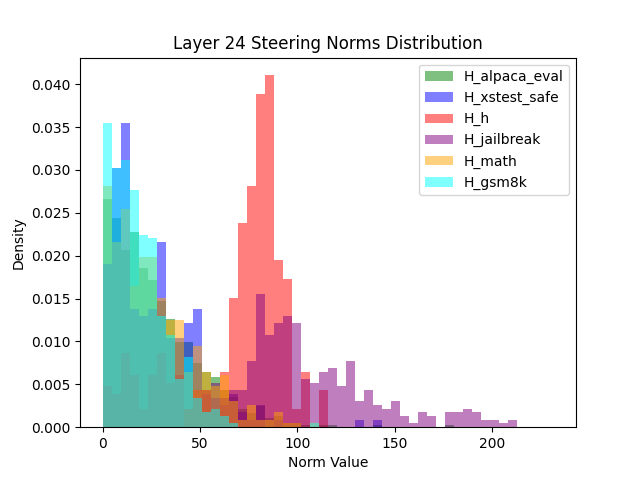 Layer 24 Steering Norms Distribution
H_alpaca_eval
H_xstest_safe
H_h
H_jailbreak
H_math
H_gsm8k
Density
0.040
0.035
0.030
0.025
0.020
0.015
0.010
0.005
0.000
0 50 100 150 200
Norm Value